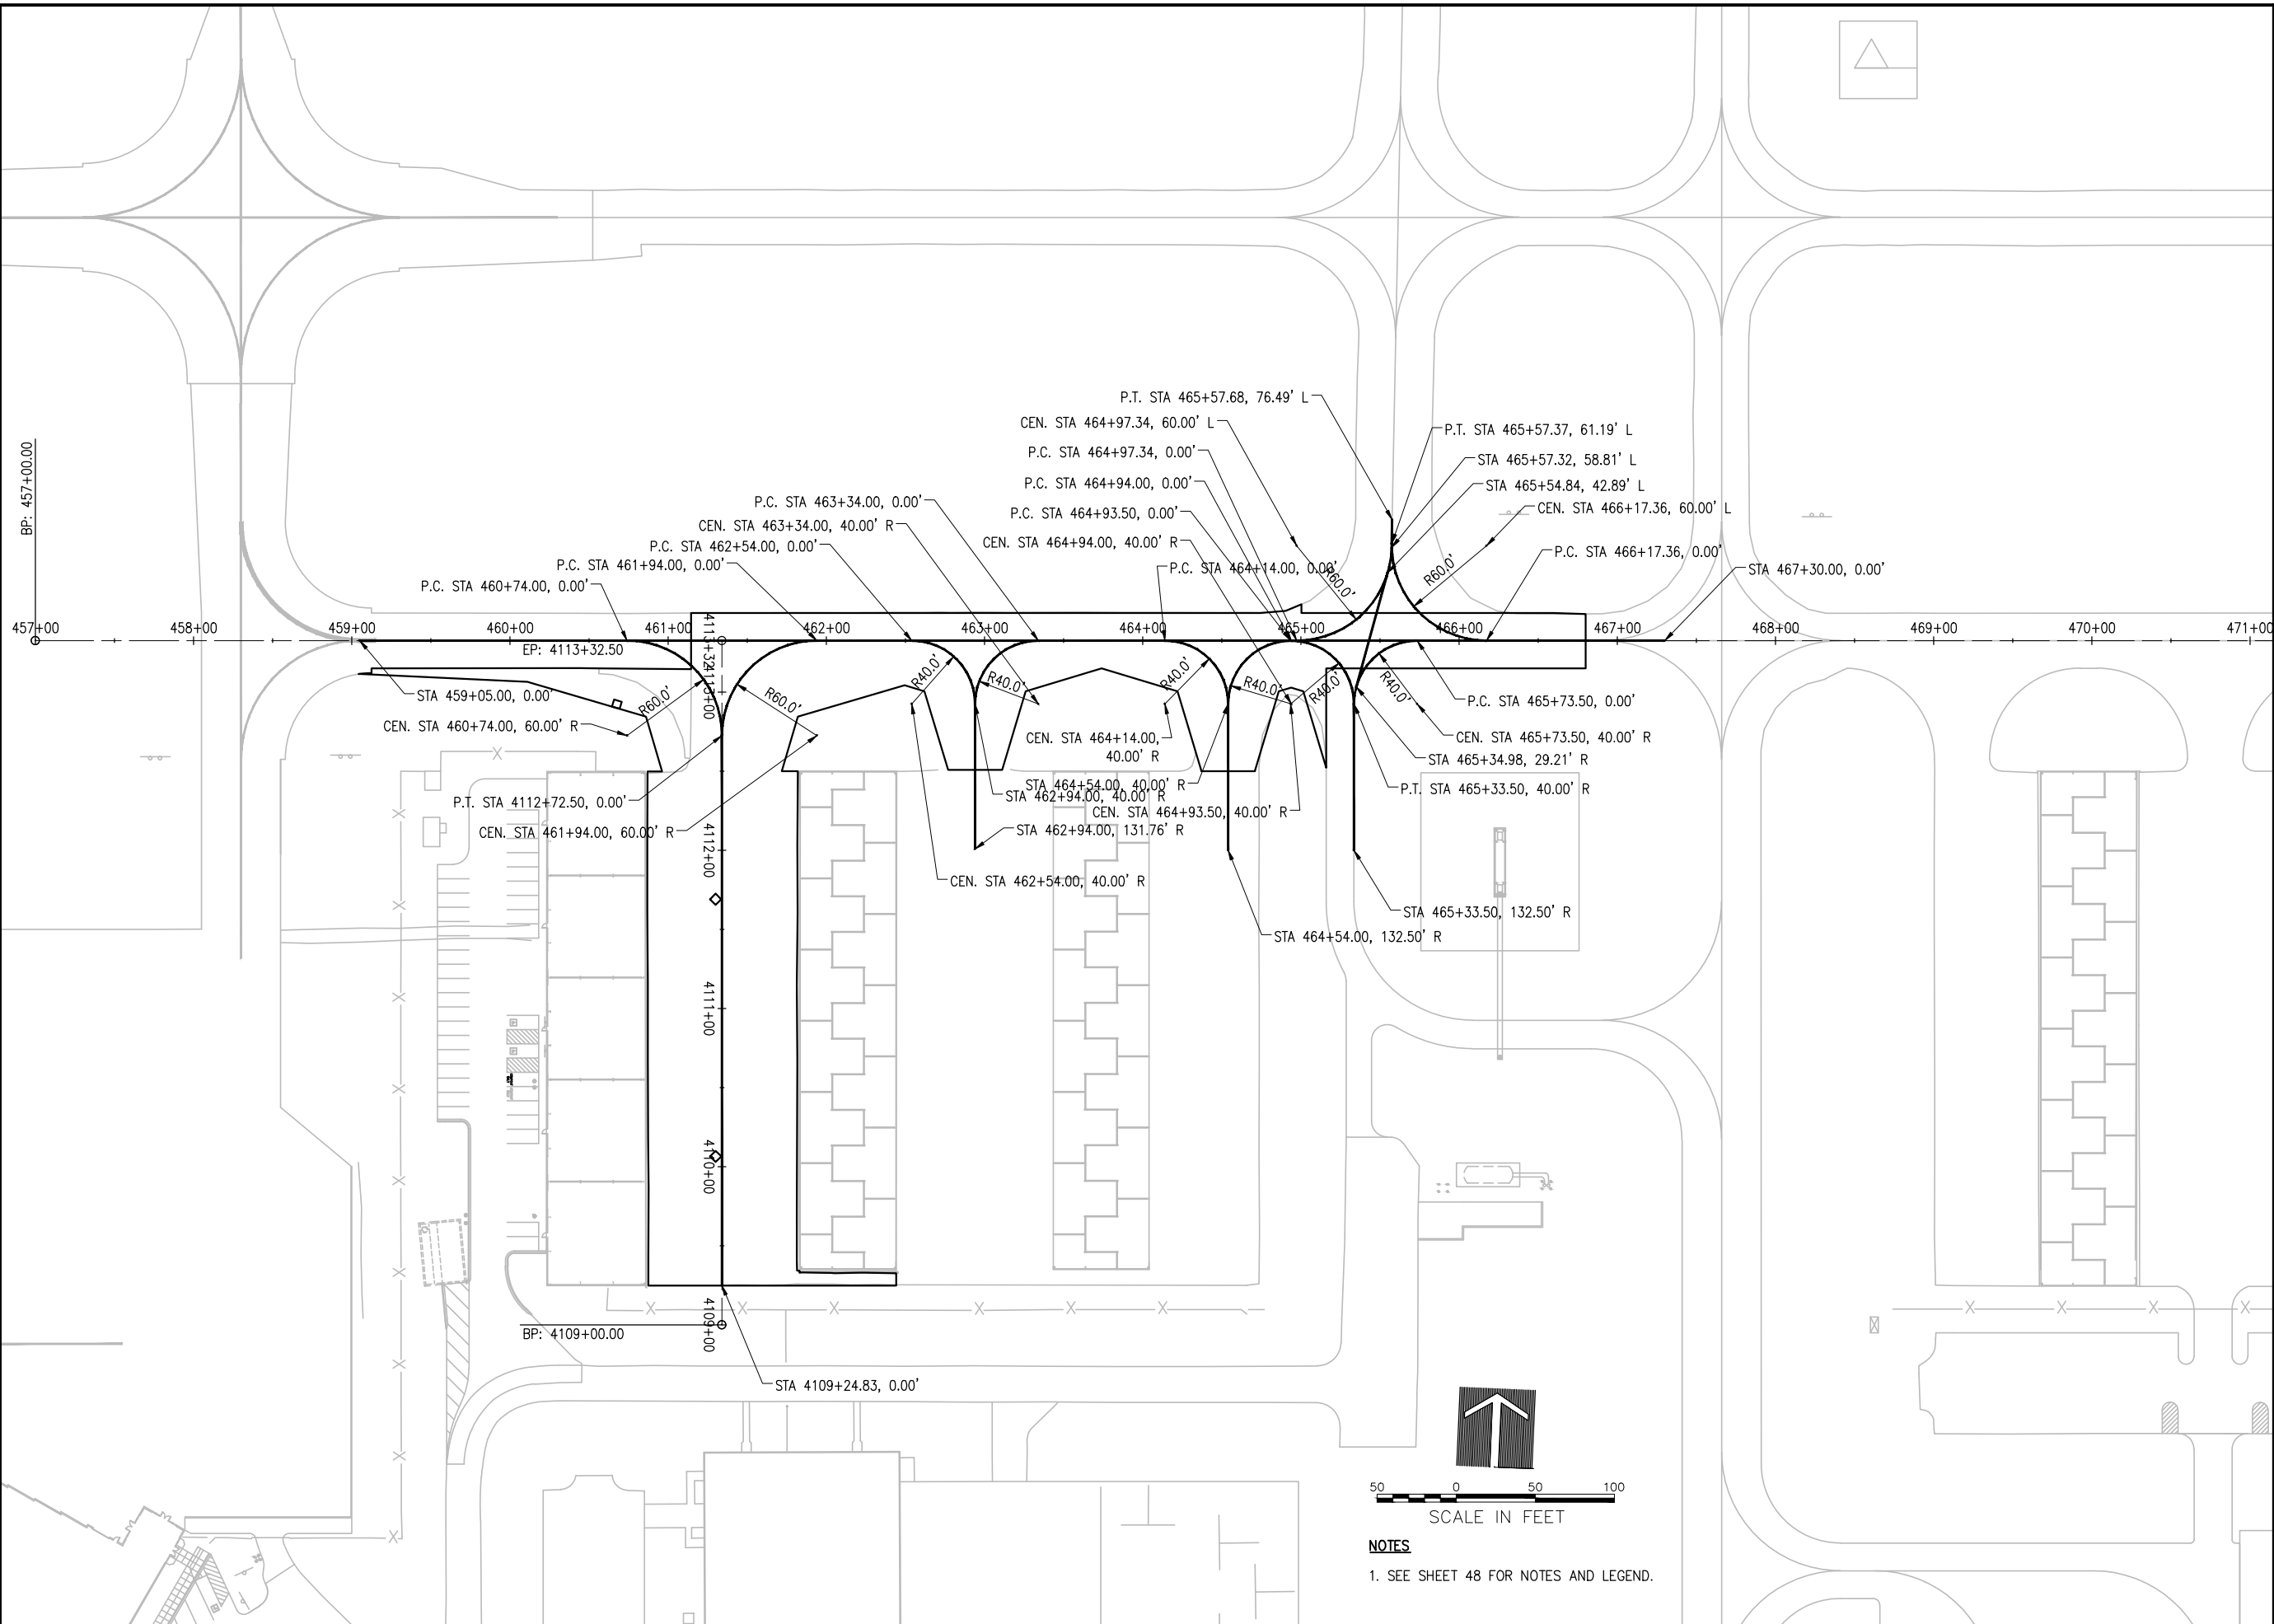 P.T. STA 465+57.68, 76.49' L
CEN. STA 464+97.34, 60.00' L
P.T. STA 465+57.37, 61.19' L
P.C. STA 464+97.34, 0.00'
STA 465+57.32, 58.81' L
P.C. STA 464+94.00, 0.00'
STA 465+54.84, 42.89' L
P.C. STA 463+34.00, 0.00'
CEN. STA 466+17.36, 60.00' L
P.C. STA 464+93.50, 0.00'
CEN. STA 463+34.00, 40.00' R
CEN. STA 464+94.00, 40.00' R
P.C. STA 462+54.00, 0.00'
P.C. STA 466+17.36, 0.00'
P.C. STA 461+94.00, 0.00'
P.C. STA 464+14.00, 0.00'
STA 467+30.00, 0.00'
P.C. STA 460+74.00, 0.00'
R60.0'
R60.0'
BP: 457+00.00
457+00
458+00
459+00
460+00
461+00
462+00
463+00
464+00
465+00
466+00
467+00
468+00
469+00
470+00
471+00
EP: 4113+32.50
4113+32
4113+00
STA 459+05.00, 0.00'
R60.0'
R60.0'
R40.0'
R40.0'
R40.0'
R40.0'
R40.0'
R40.0'
P.C. STA 465+73.50, 0.00'
CEN. STA 460+74.00, 60.00' R
CEN. STA 464+14.00,
40.00' R
CEN. STA 465+73.50, 40.00' R
STA 465+34.98, 29.21' R
STA 464+54.00, 40.00' R
P.T. STA 465+33.50, 40.00' R
STA 462+94.00, 40.00' R
P.T. STA 4112+72.50, 0.00'
CEN. STA 464+93.50, 40.00' R
CEN. STA 461+94.00, 60.00' R
STA 462+94.00, 131.76' R
4112+00
CEN. STA 462+54.00, 40.00' R
STA 465+33.50, 132.50' R
STA 464+54.00, 132.50' R
4111+00
4110+00
4109+00
BP: 4109+00.00
STA 4109+24.83, 0.00'
50 0 50 100
SCALE IN FEET
NOTES
1. SEE SHEET 48 FOR NOTES AND LEGEND.